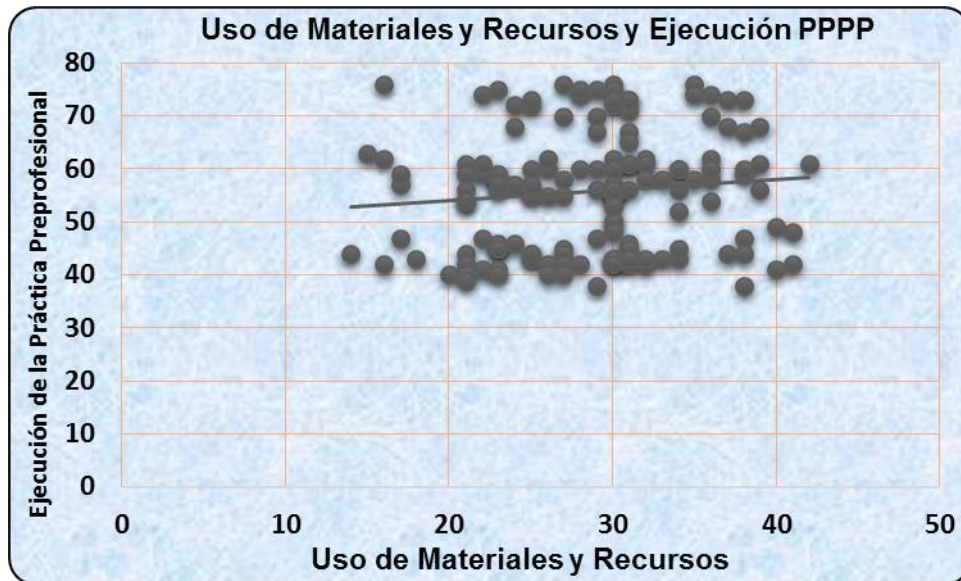 Uso de Materiales y Recursos y Ejecución PPPP
Ejecución de la Práctica Preprofesional
80
70
60
50
40
30
20
10
0
0 10 20 30 40 50
Uso de Materiales y Recursos